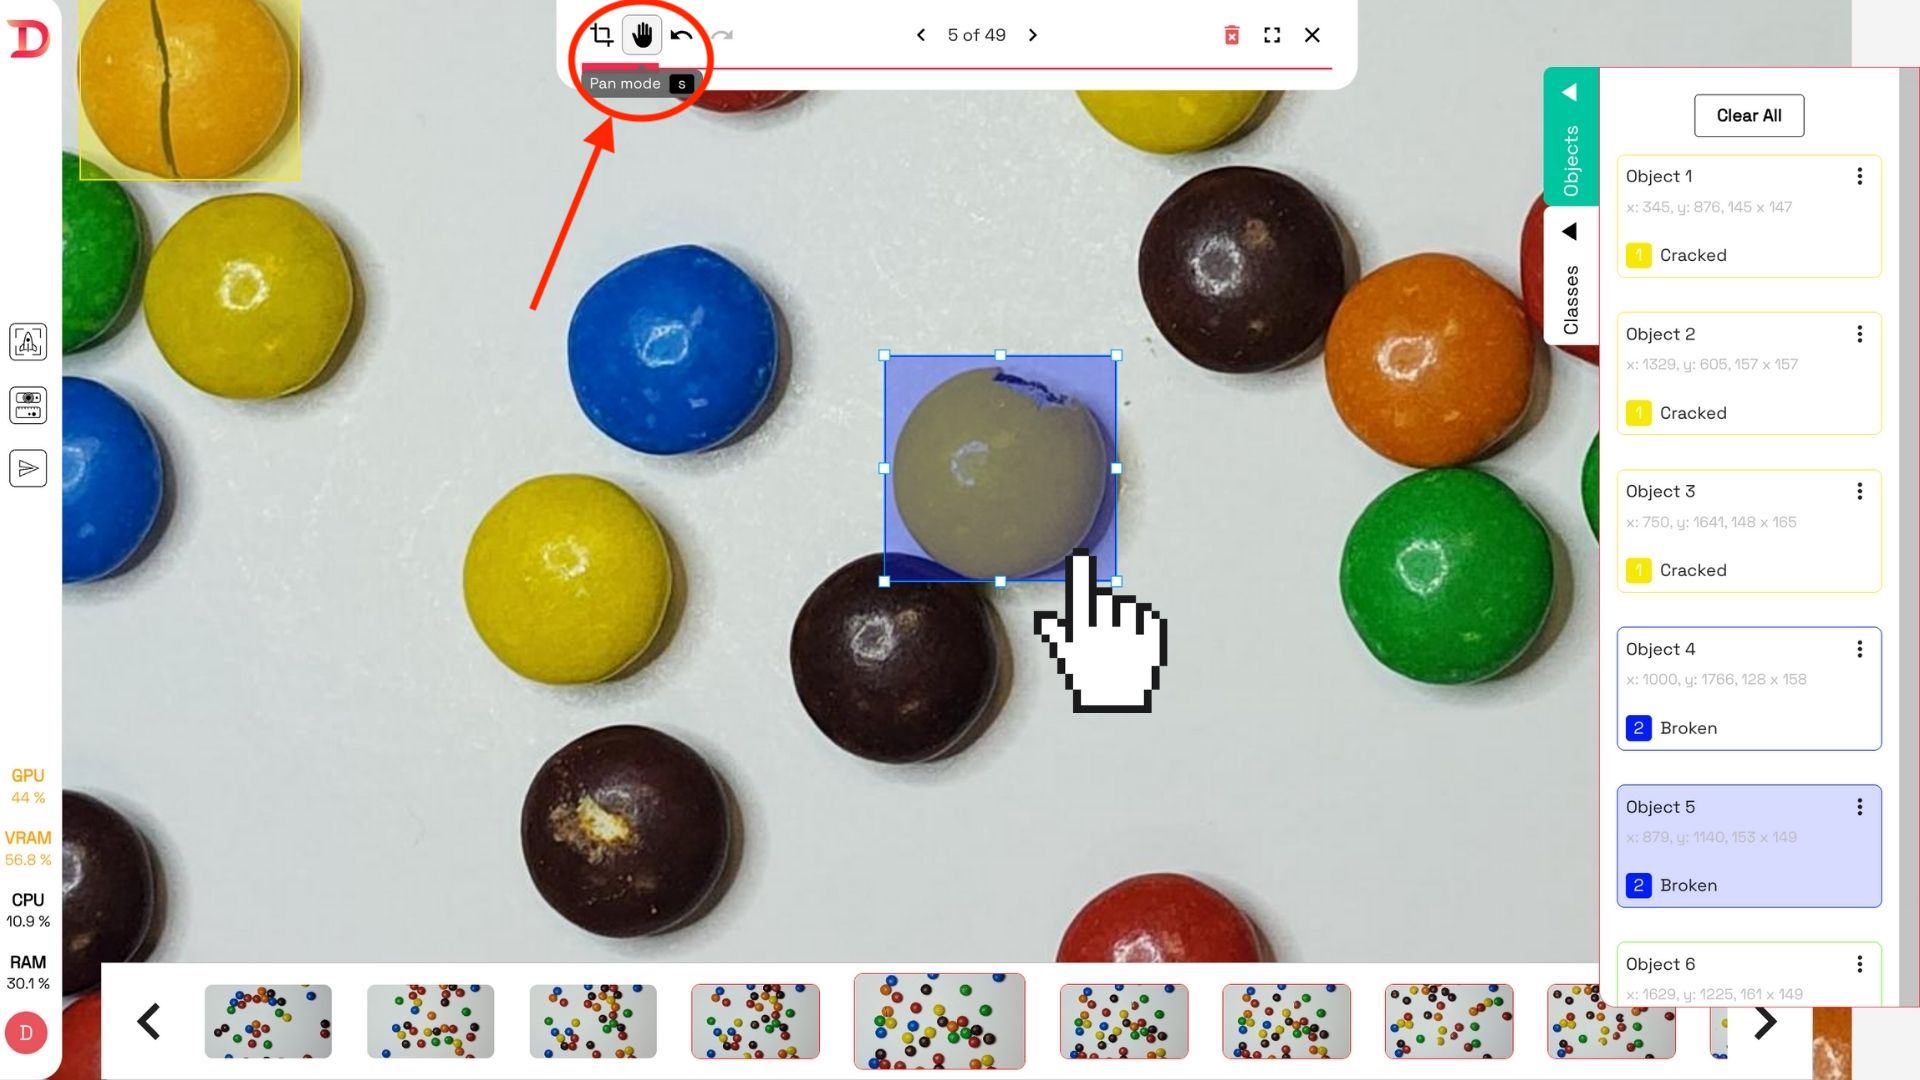 D
5 of 49
Pan mode s
Objects
Classes
Clear All
Object 1
x: 345, y: 876, 145 x 147
1 Cracked
Object 2
x: 1329, y: 605, 157 x 157
1 Cracked
Object 3
x: 750, y: 1641, 148 x 165
1 Cracked
Object 4
x: 1000, y: 1766, 128 x 158
2 Broken
Object 5
x: 879, y: 1140, 153 x 149
2 Broken
Object 6
x: 1629, y: 1225, 161 x 149
GPU
44 %
VRAM
56.8 %
CPU
10.9 %
RAM
30.1 %
D